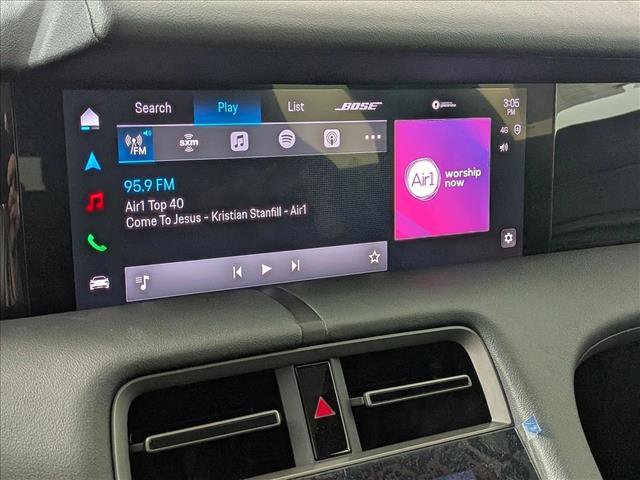 Search Play List BOSE 3:05
PM
FM sxm 4G
95.9 FM
Air1 Top 40
Come To Jesus - Kristian Stanfill - Air1
Air1 worship
now